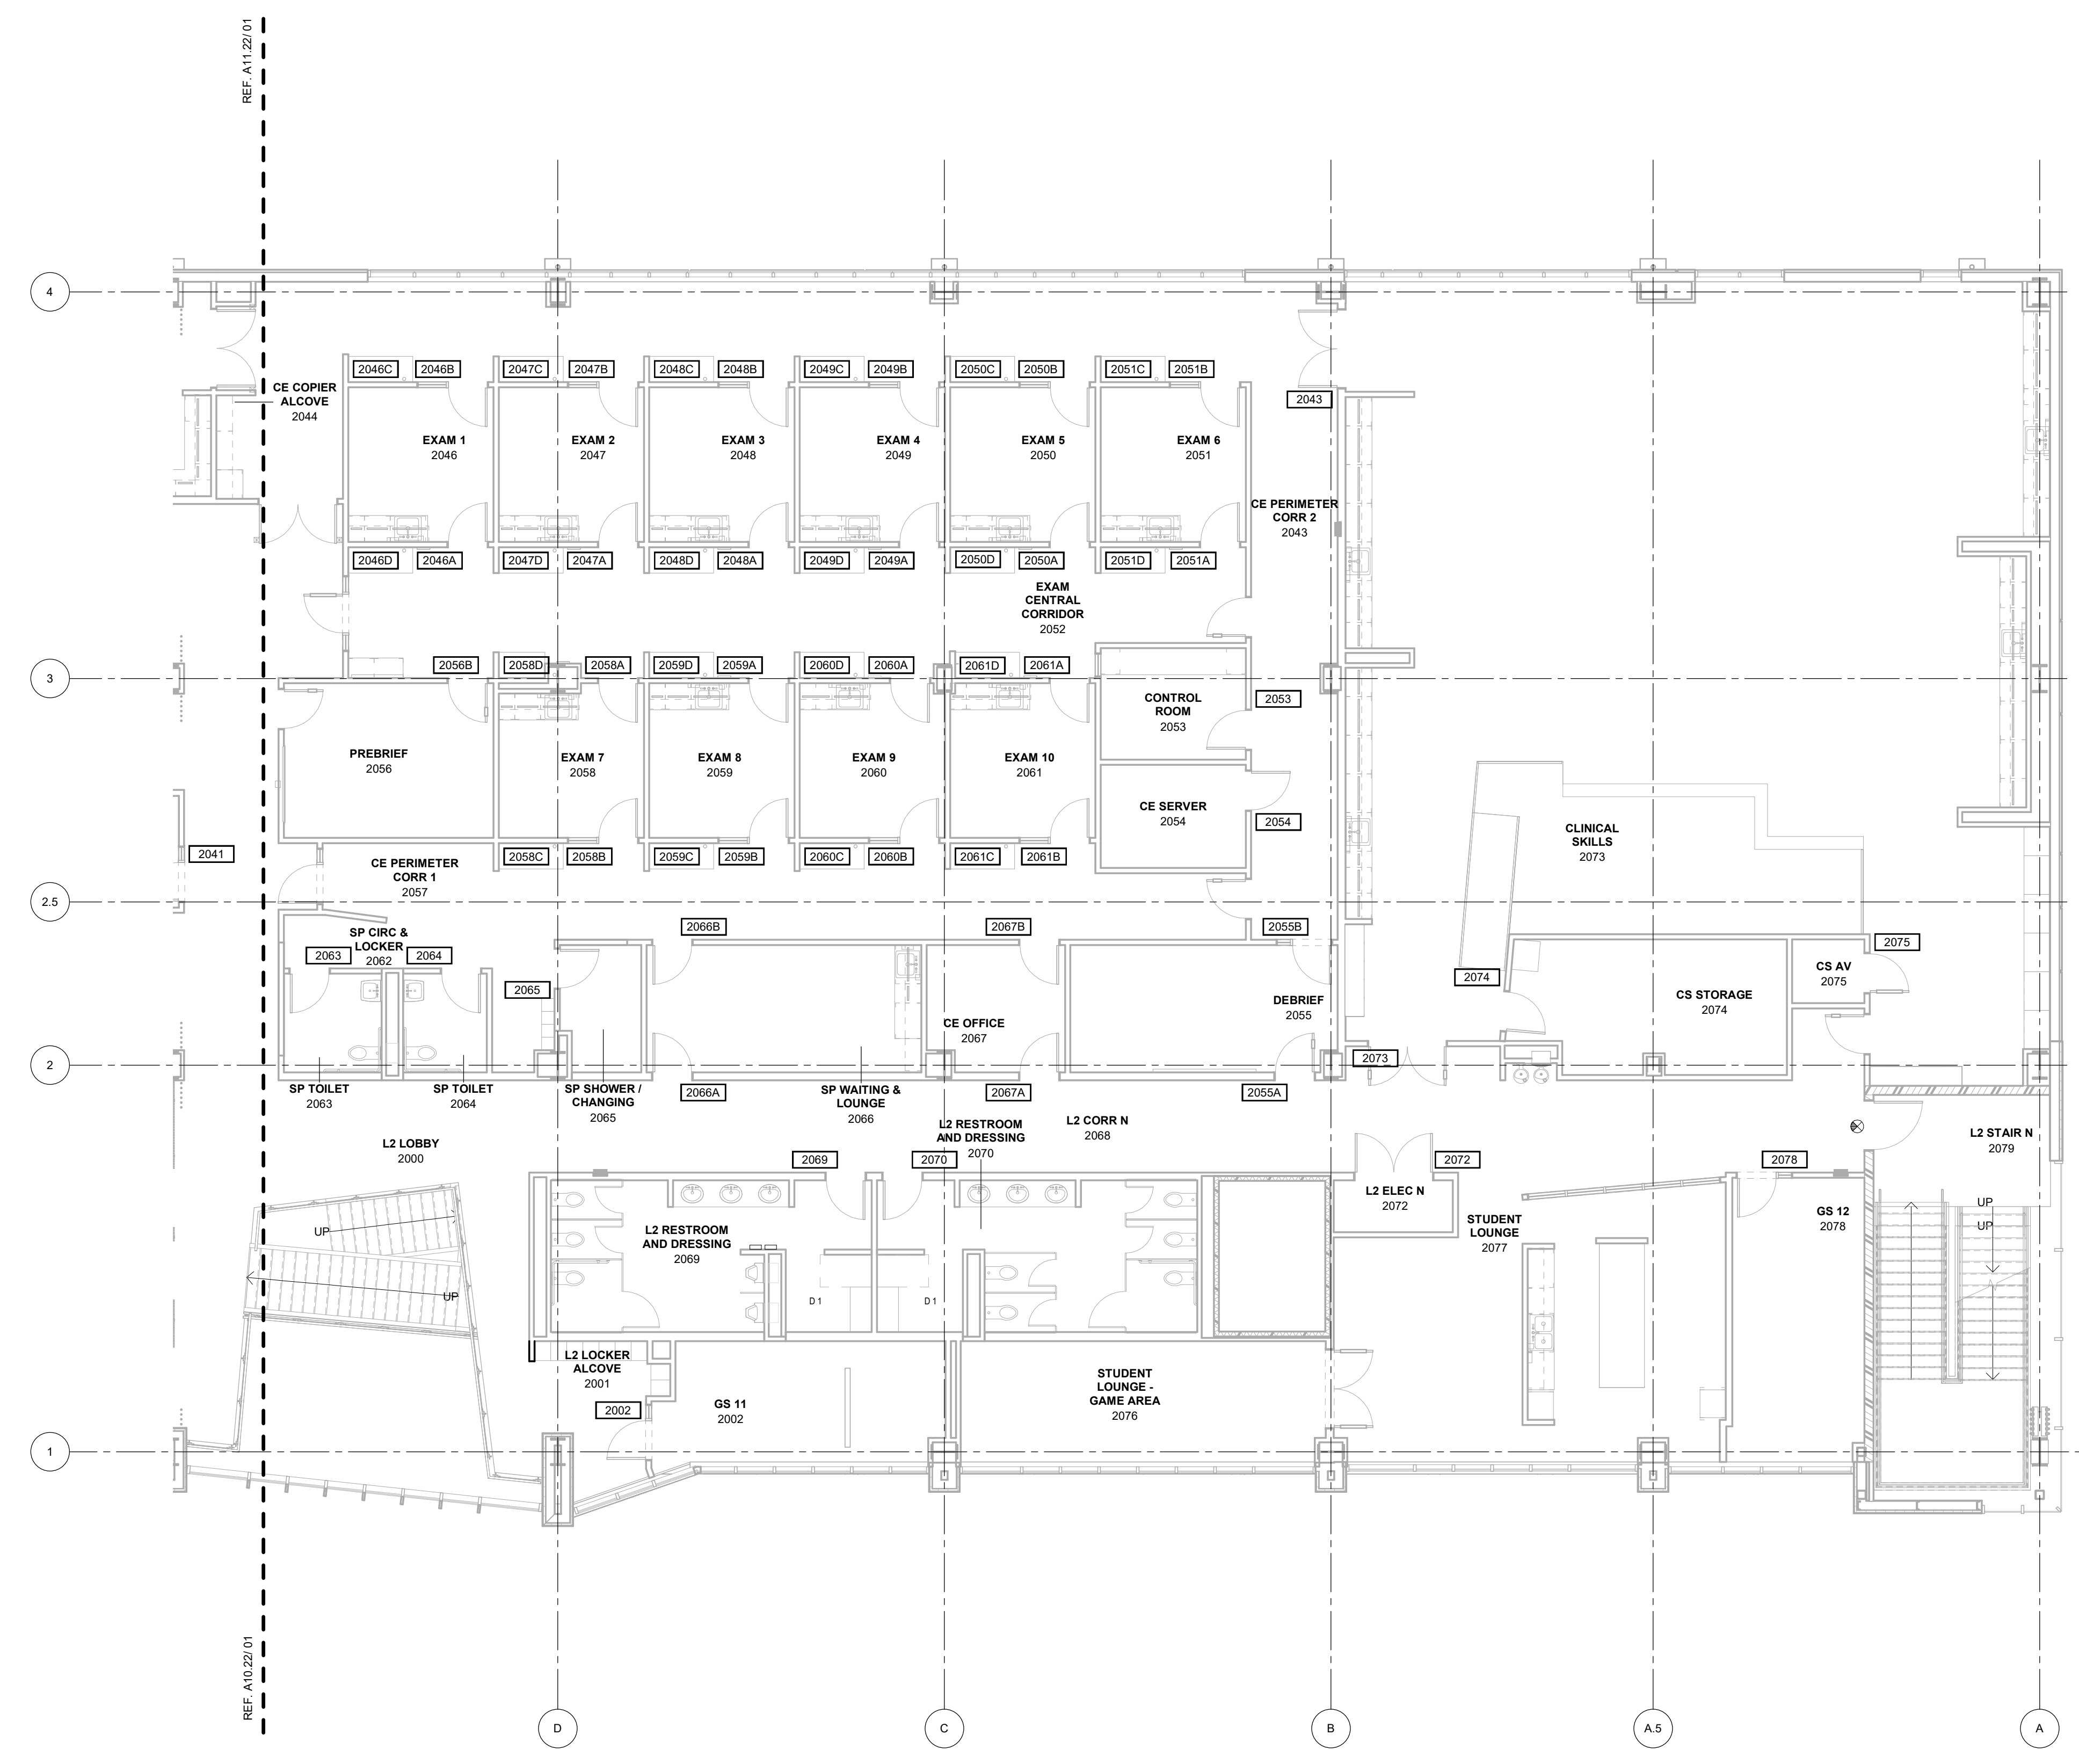 REF. A11.22/ 01
4
2046C
2046B
2047C
2047B
2048C
2048B
2049C
2049B
2050C
2050B
2051C
2051B
CE COPIER
ALCOVE
2044
2043
EXAM 1
2046
EXAM 2
2047
EXAM 3
2048
EXAM 4
2049
EXAM 5
2050
EXAM 6
2051
CE PERIMETER
CORR 2
2043
2046D
2046A
2047D
2047A
2048D
2048A
2049D
2049A
2050D
2050A
2051D
2051A
EXAM
CENTRAL
CORRIDOR
2052
3
2056B
2058D
2058A
2059D
2059A
2060D
2060A
2061D
2061A
CONTROL
ROOM
2053
2053
PREBRIEF
2056
EXAM 7
2058
EXAM 8
2059
EXAM 9
2060
EXAM 10
2061
CE SERVER
2054
2054
CLINICAL
SKILLS
2073
2041
CE PERIMETER
CORR 1
2057
2058C
2058B
2059C
2059B
2060C
2060B
2061C
2061B
2.5
2066B
2067B
2055B
SP CIRC &
LOCKER
2062
2063
2064
2065
2075
CS AV
2075
2074
CS STORAGE
2074
DEBRIEF
2055
CE OFFICE
2067
2
2073
SP TOILET
2063
SP TOILET
2064
SP SHOWER /
CHANGING
2065
2066A
SP WAITING &
LOUNGE
2066
2067A
2055A
L2 LOBBY
2000
L2 RESTROOM
AND DRESSING
2070
L2 CORR N
2068
L2 STAIR N
2079
2069
2070
2072
2078
L2 ELEC N
2072
UP
UP
UP
UP
L2 RESTROOM
AND DRESSING
2069
STUDENT
LOUNGE
2077
GS 12
2078
D 1
D 1
L2 LOCKER
ALCOVE
2001
2002
GS 11
2002
STUDENT
LOUNGE -
GAME AREA
2076
1
REF. A10.22/ 01
D
C
B
A.5
A